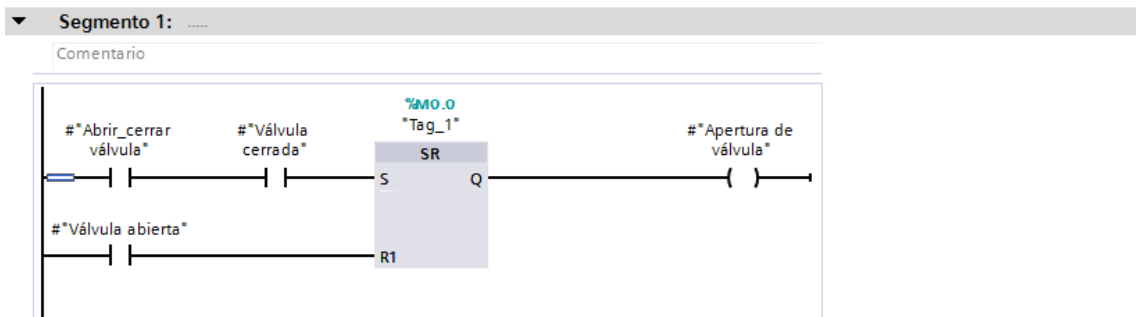 Segmento 1: .....
Comentario
%M0.0
"Tag_1"
#"Abrir_cerrar
válvula"
#"Válvula
cerrada"
SR
#"Apertura de
válvula"
S
Q
#"Válvula abierta"
R1